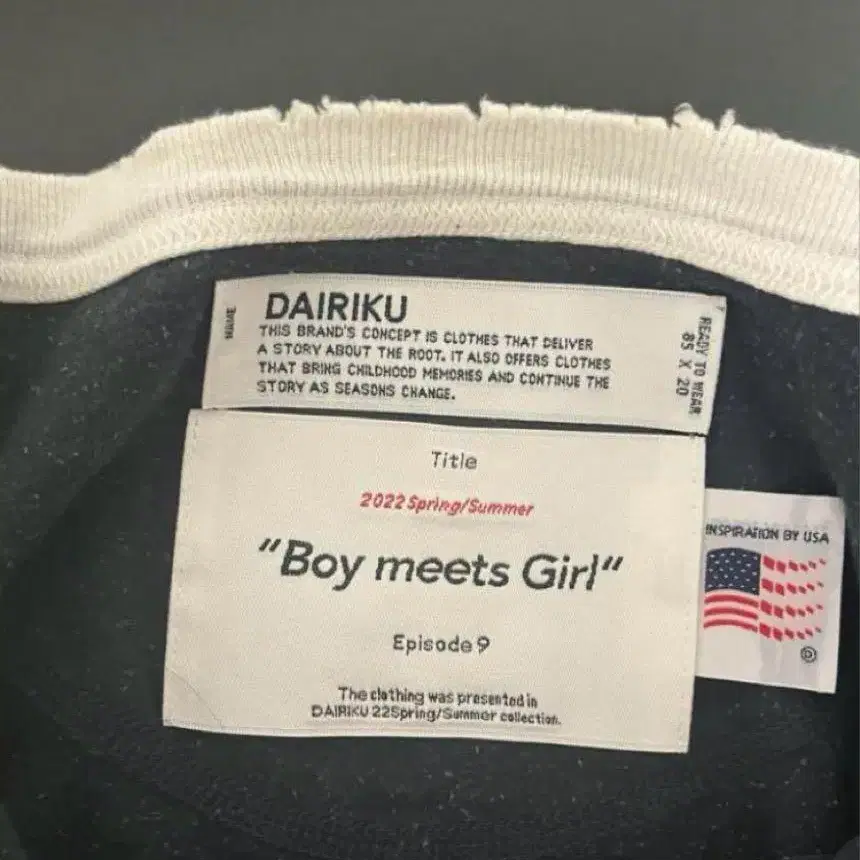 NAME
DAIRIKU
THIS BRAND'S CONCEPT IS CLOTHES THAT DELIVER
A STORY ABOUT THE ROOT. IT ALSO OFFERS CLOTHES
THAT BRING CHILDHOOD MEMORIES AND CONTINUE THE
STORY AS SEASONS CHANGE.
READY TO WEAR
85 X 20
Title
2022 Spring/Summer
"Boy meets Girl"
Episode 9
The clothing was presented in
DAIRIKU 22Spring/Summer collection.
INSPIRATION BY USA